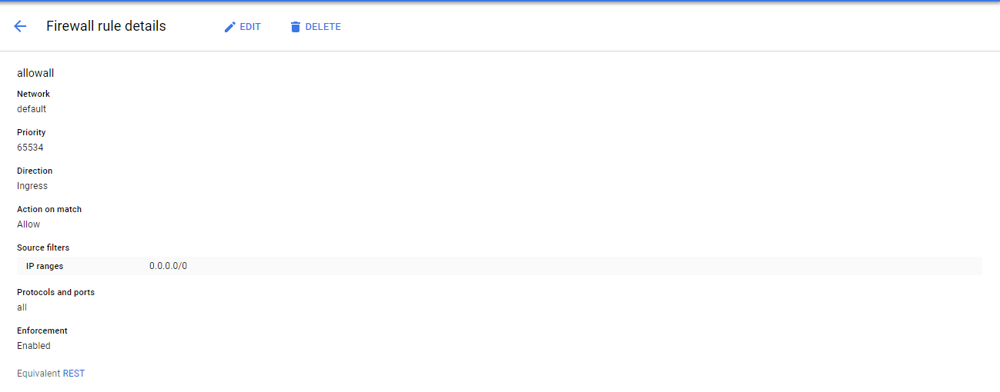 Firewall rule details EDIT DELETE
allowall
Network
default
Priority
65534
Direction
Ingress
Action on match
Allow
Source filters
IP ranges 0.0.0.0/0
Protocols and ports
all
Enforcement
Enabled
Equivalent REST